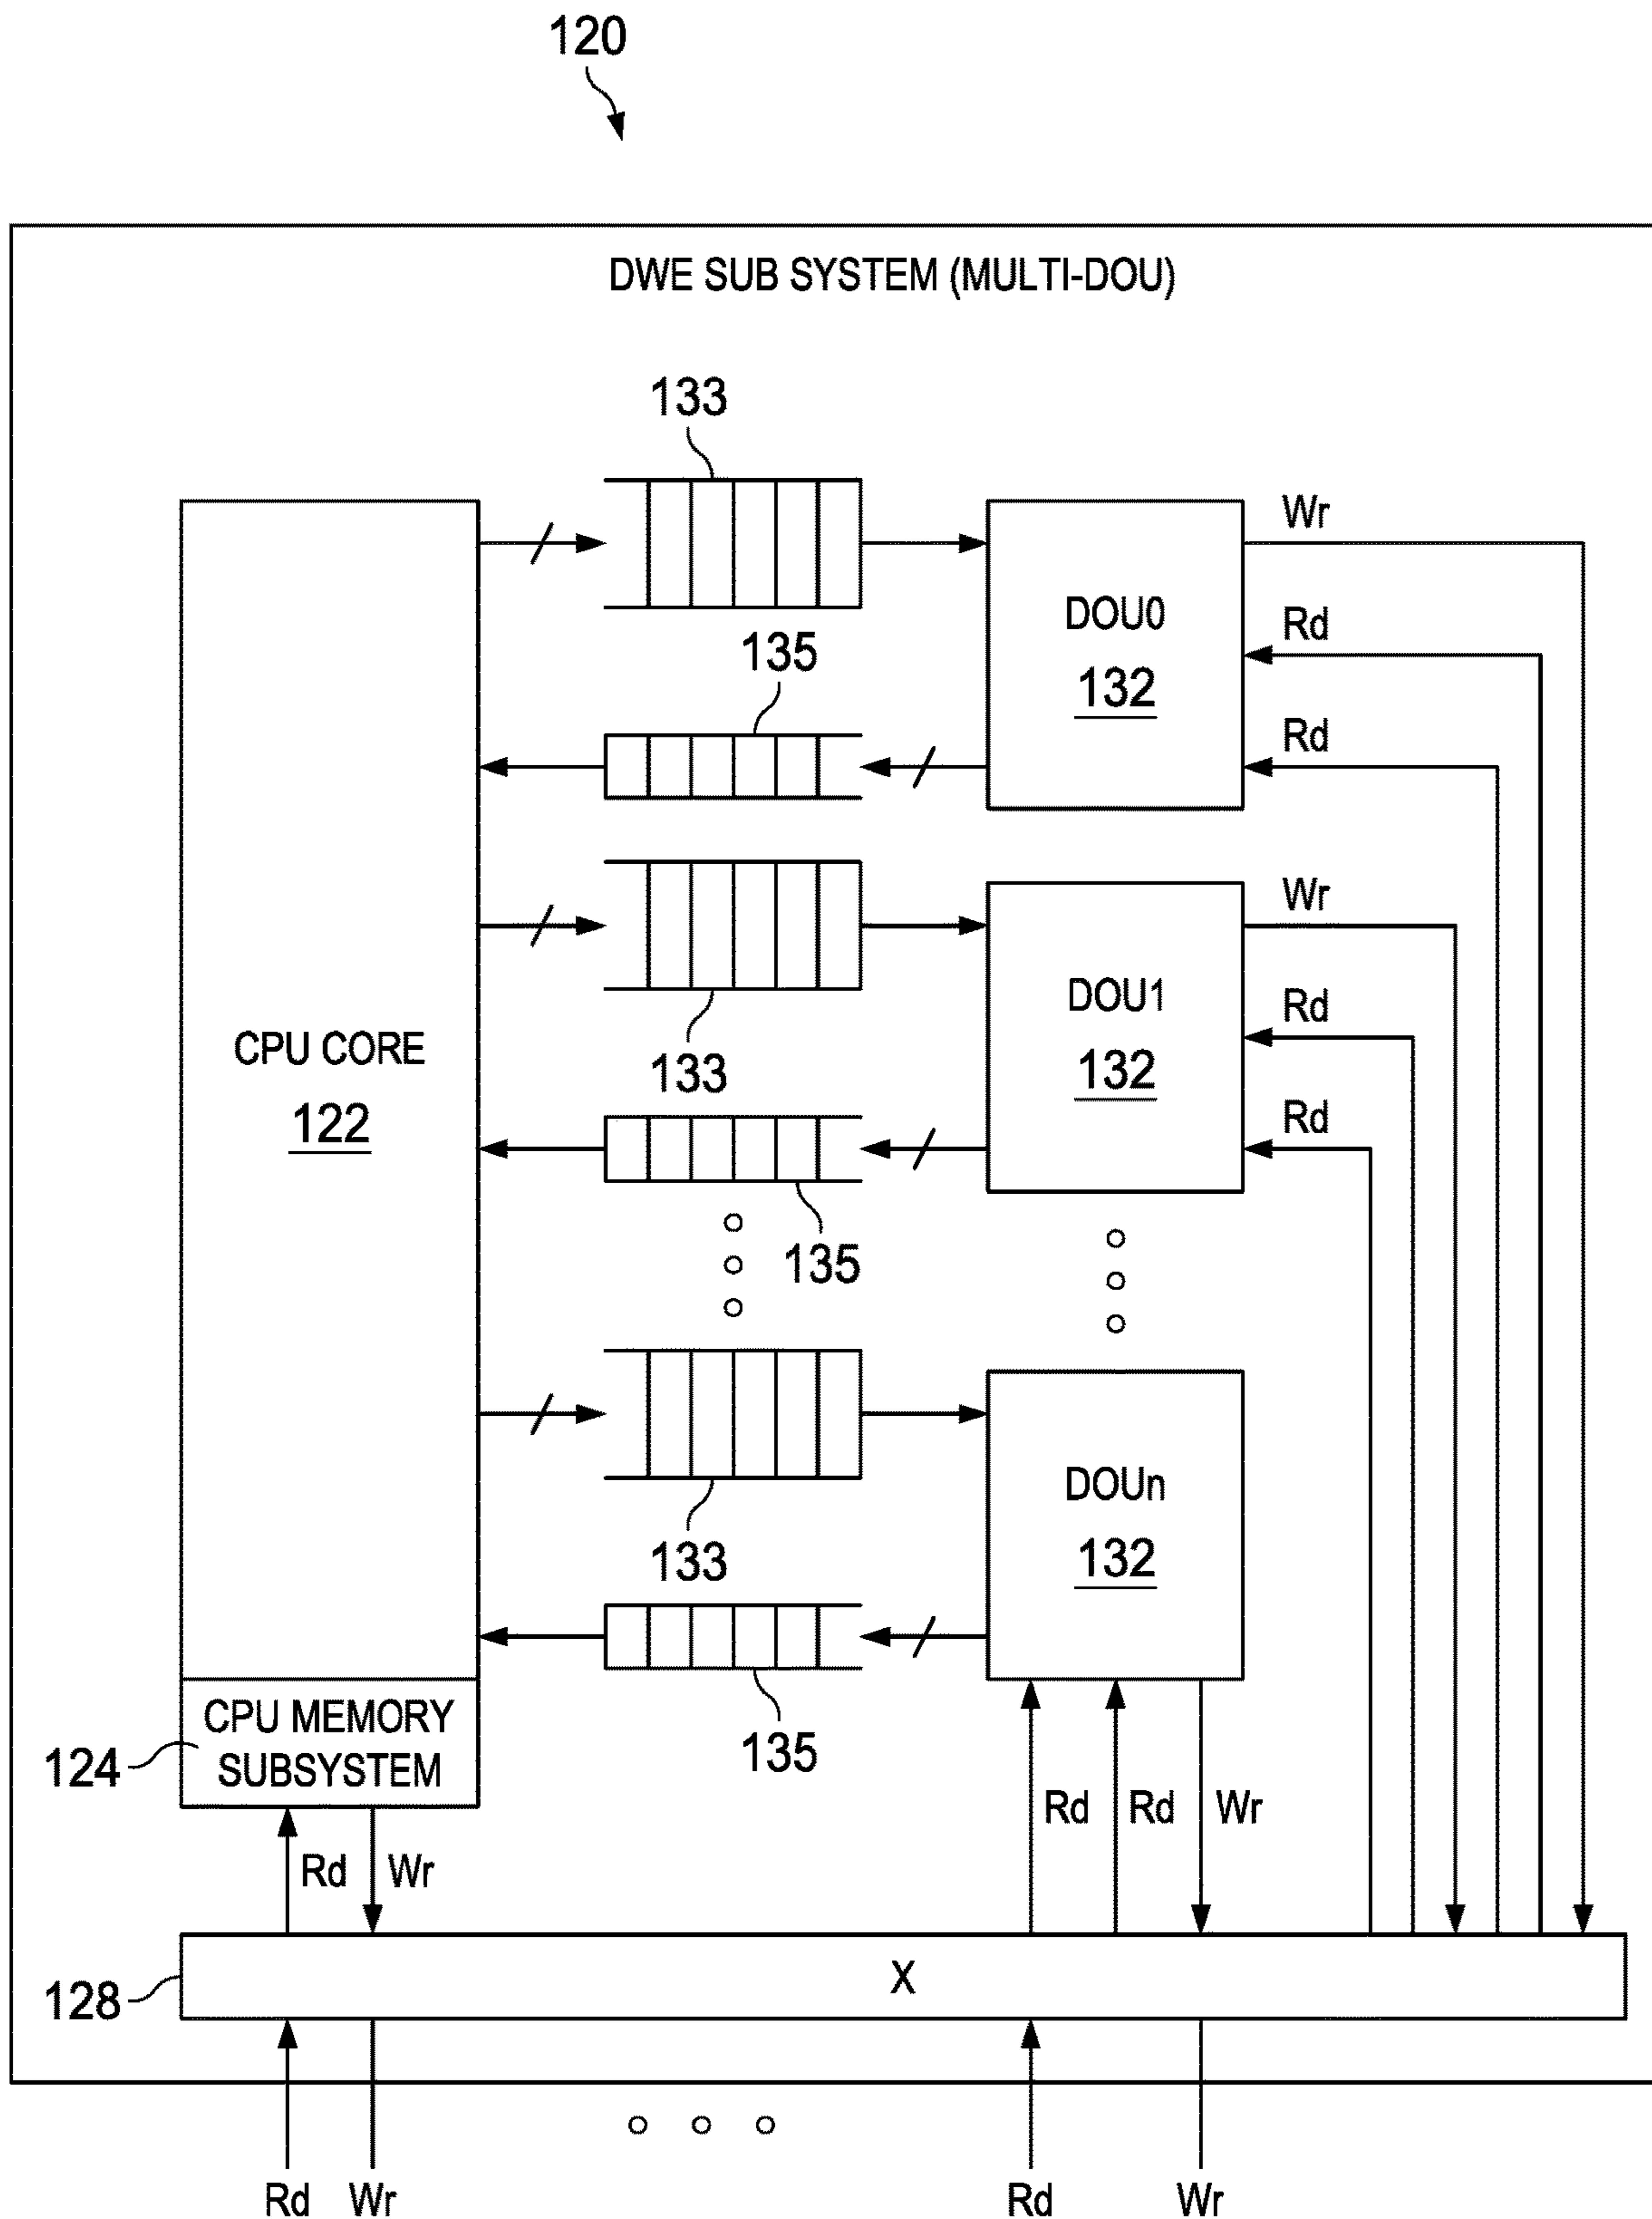 120
DWE SUB SYSTEM (MULTI-DOU)
133
Wr
DOU0
Rd
135
132
Rd
Wr
DOU1
Rd
CPU CORE
133
132
122
Rd
135
DOUn
133
132
CPU MEMORY
SUBSYSTEM
124
135
Rd
Rd
Wr
Rd
Wr
X
128
Rd
Wr
Rd
Wr